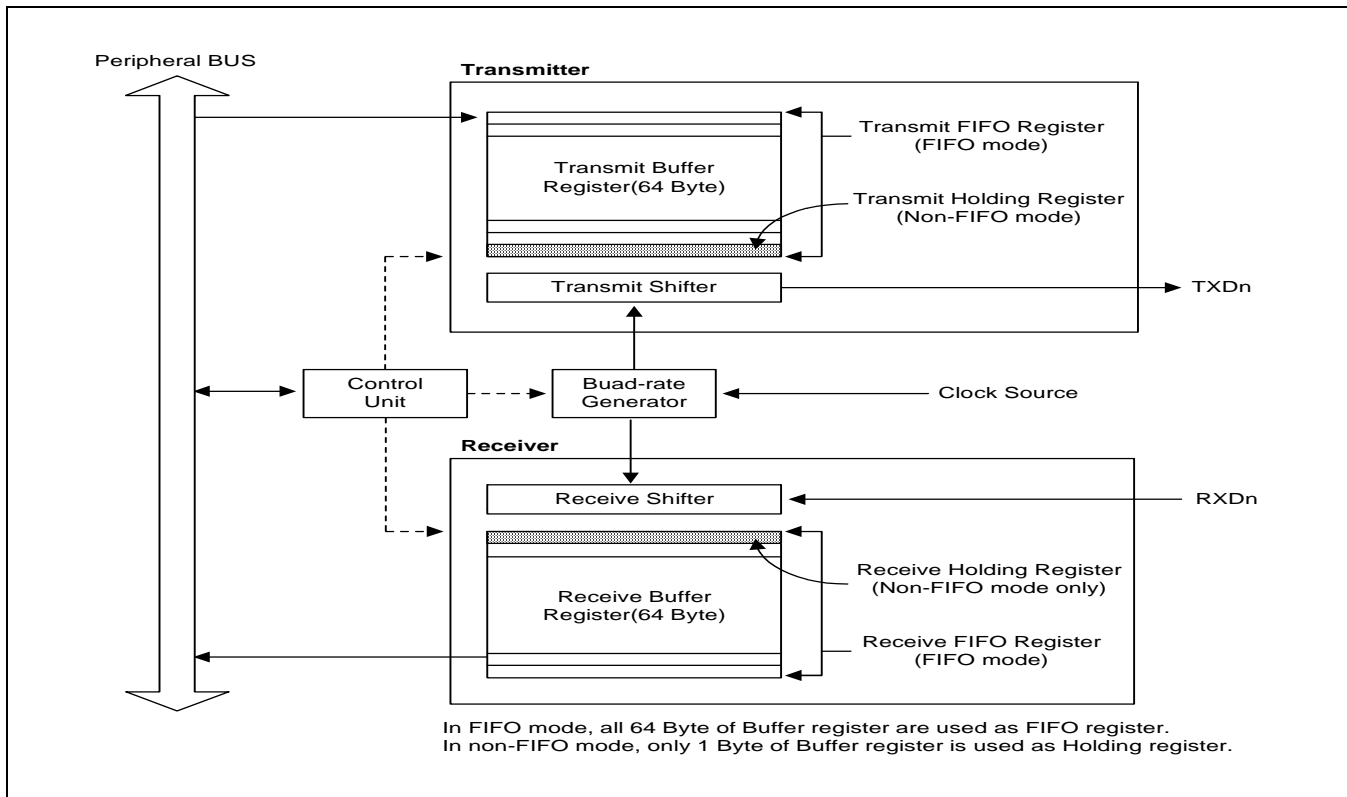 Peripheral BUS
Transmitter
Transmit Buffer
Register(64 Byte)
Transmit FIFO Register
(FIFO mode)
Transmit Holding Register
(Non-FIFO mode)
Transmit Shifter
TXDn
Control
Unit
Buad-rate
Generator
Clock Source
Receiver
Receive Shifter
RXDn
Receive Buffer
Register(64 Byte)
Receive Holding Register
(Non-FIFO mode only)
Receive FIFO Register
(FIFO mode)
In FIFO mode, all 64 Byte of Buffer register are used as FIFO register.
In non-FIFO mode, only 1 Byte of Buffer register is used as Holding register.